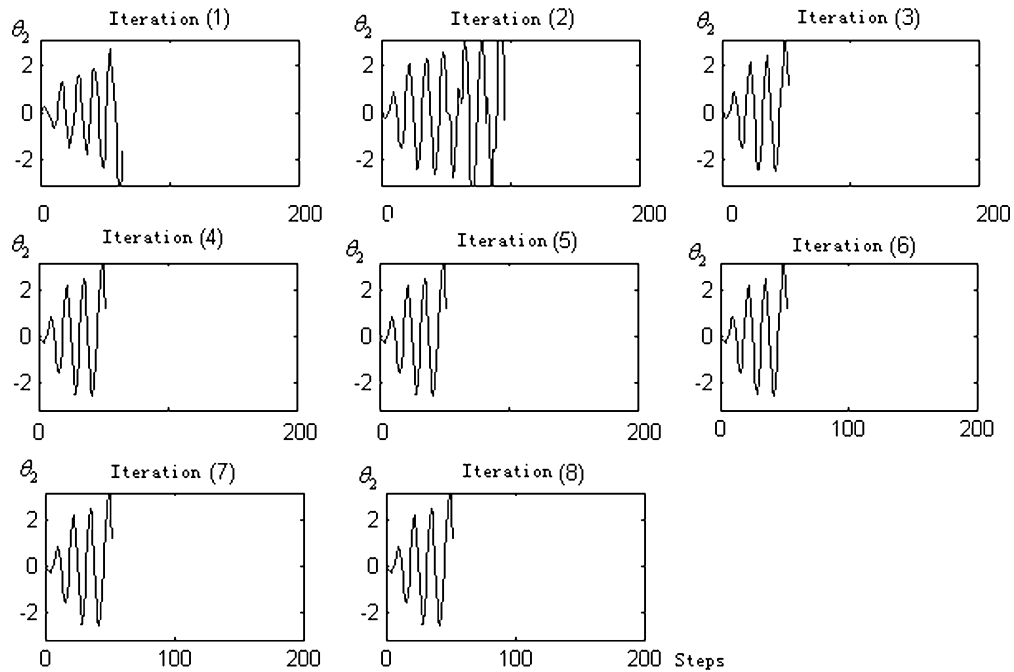 Iteration (1) Iteration (2) Iteration (3)
θ2 θ2 θ2
2 2 2
0 0 0
-2 -2 -2
0 200 0 200 0 200
Iteration (4) Iteration (5) Iteration (6)
θ2 θ2 θ2
2 2 2
0 0 0
-2 -2 -2
0 200 0 200 0 100 200
Iteration (7) Iteration (8)
θ2 θ2
2 2
0 0
-2 -2
0 100 200 0 100 200 Steps